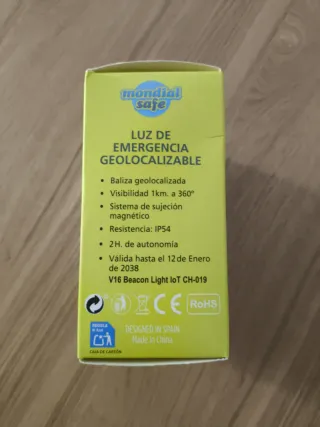 mondial
safe
LUZ DE
EMERGENCIA
GEOLOCALIZABLE
• Baliza geolocalizada
• Visibilidad 1km. a 360º
• Sistema de sujeción
magnético
• Resistencia: IP54
• 2H. de autonomía
• Válida hasta el 12 de Enero
de 2038
V16 Beacon Light IoT CH-019
CE RoHS
DESIGNED IN SPAIN
Made in China
CAJA DE CARTÓN